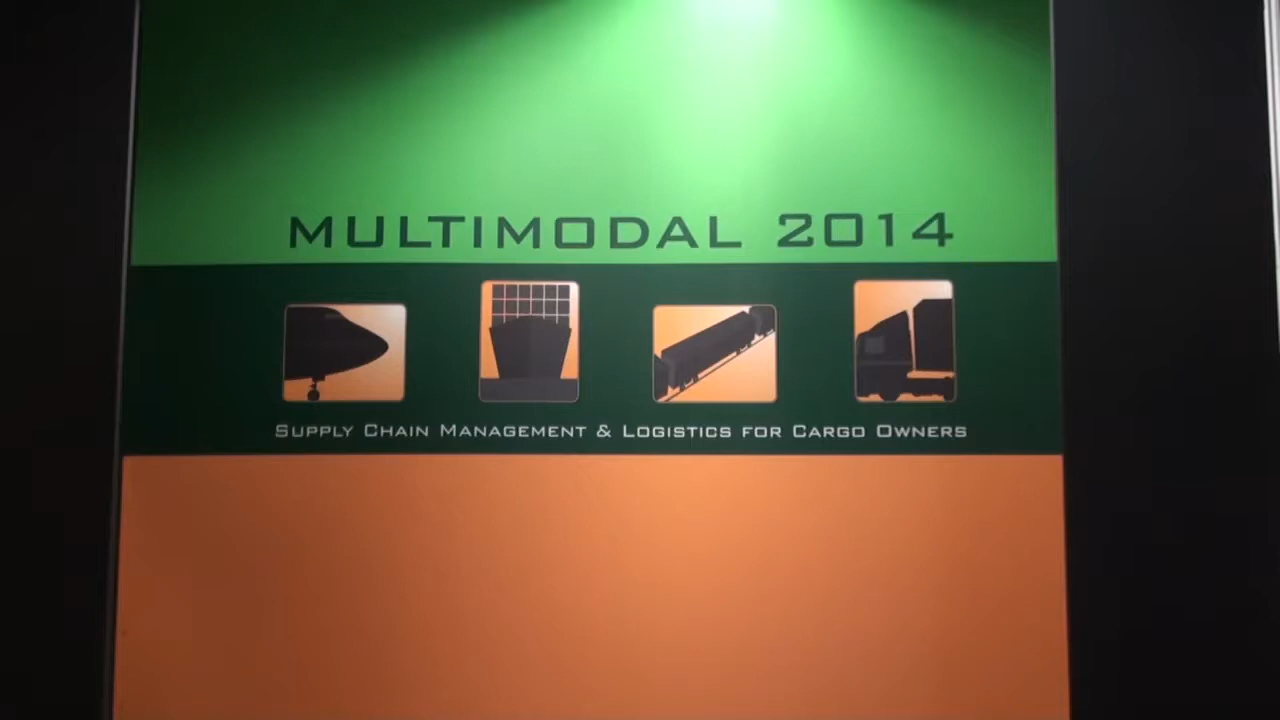 MULTIMODAL 2014
SUPPLY CHAIN MANAGEMENT & LOGISTICS FOR CARGO OWNERS